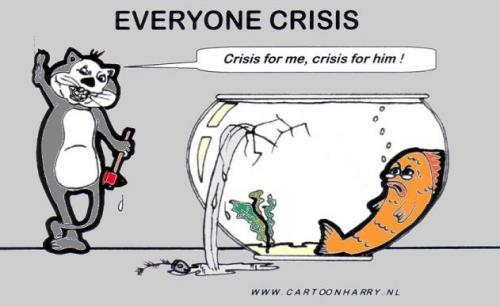 EVERYONE CRISIS
Crisis for me, crisis for him !
WWW.CARTOONHARRY.NL